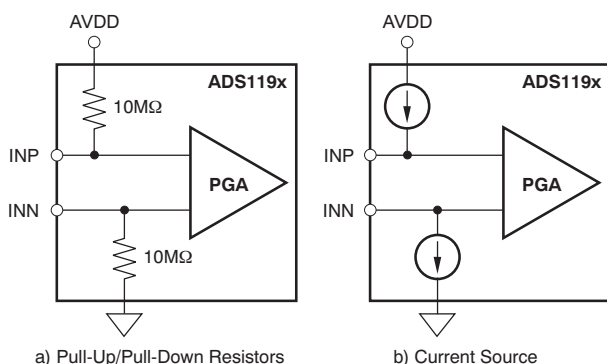 AVDD
ADS119x
10MΩ
INP
PGA
INN
10MΩ
a) Pull-Up/Pull-Down Resistors
AVDD
ADS119x
INP
PGA
INN
b) Current Source